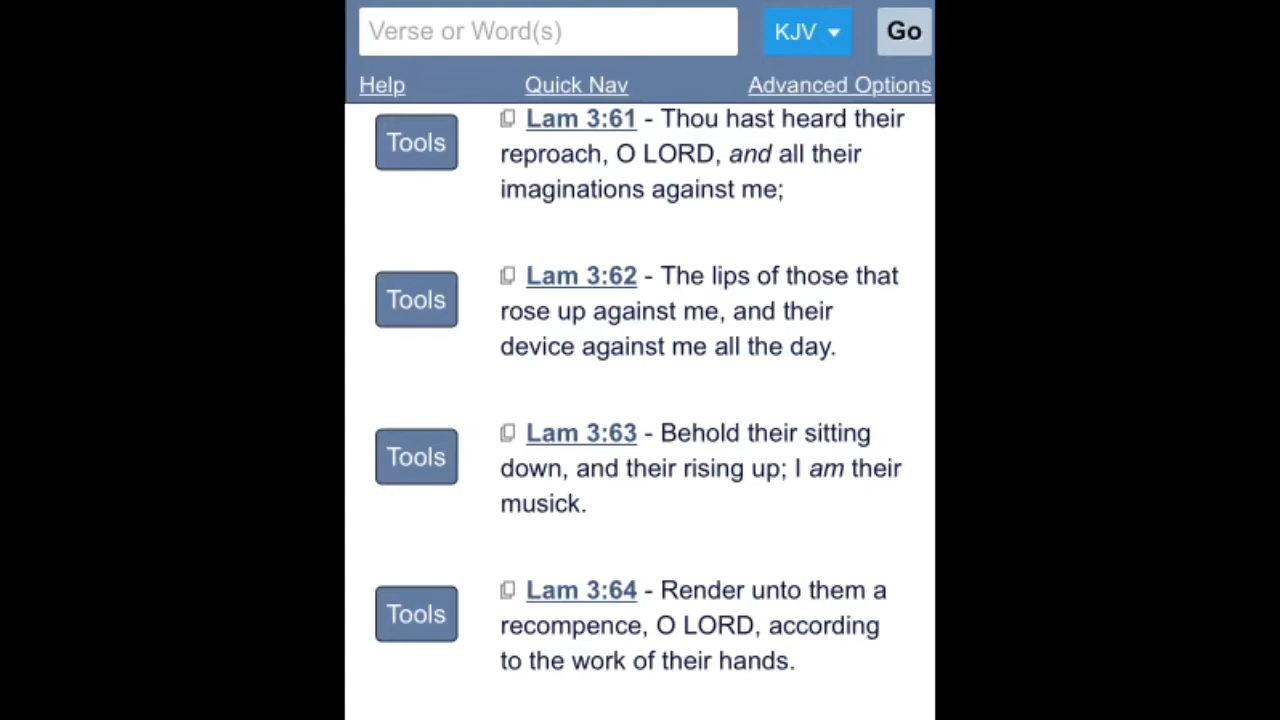 Verse or Word(s)
KJV
Go
Help
Quick Nav
Advanced Options
Tools
Lam 3:61 - Thou hast heard their
reproach, O LORD, and all their
imaginations against me;
Tools
Lam 3:62 - The lips of those that
rose up against me, and their
device against me all the day.
Tools
Lam 3:63 - Behold their sitting
down, and their rising up; I am their
musick.
Tools
Lam 3:64 - Render unto them a
recompence, O LORD, according
to the work of their hands.